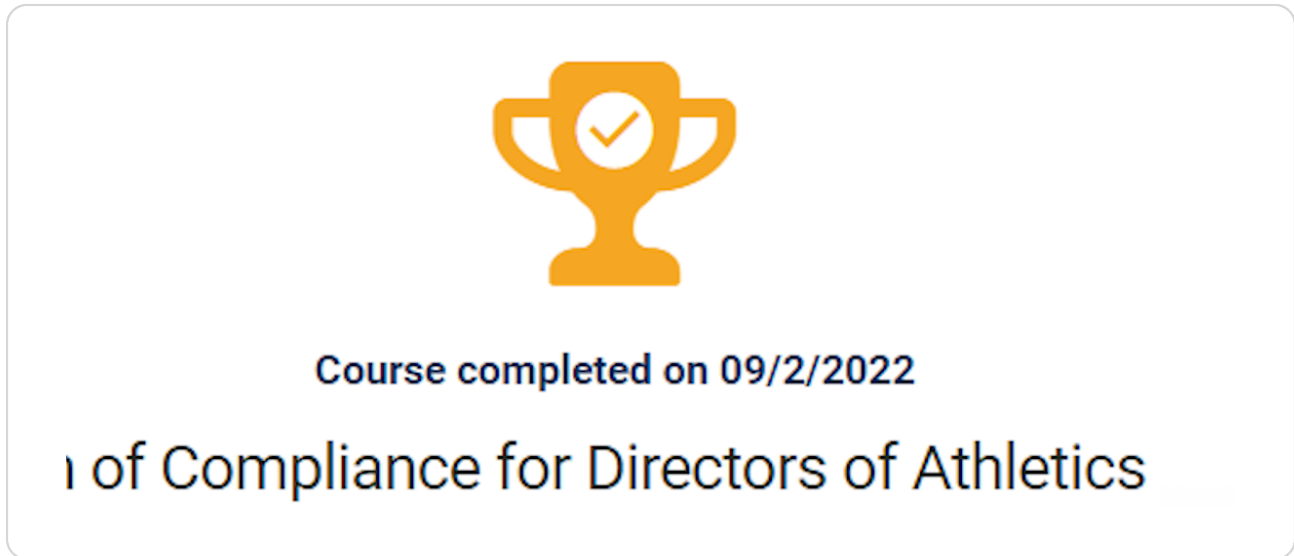 Course completed on 09/2/2022
of Compliance for Directors of Athletics